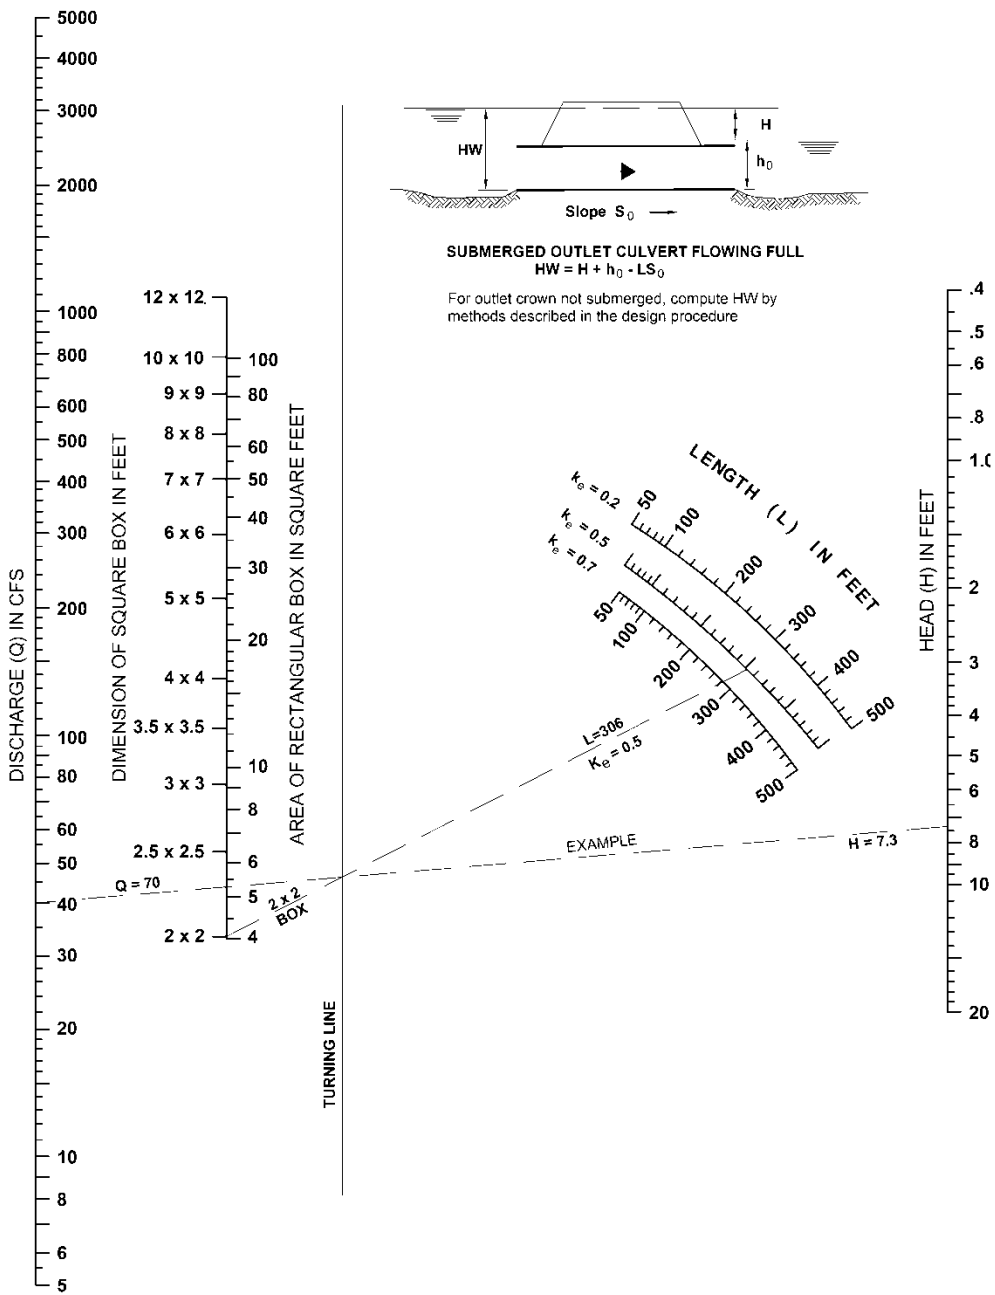 5000
4000
3000
2000
1000
800
600
500
400
300
200
100
80
60
50
40
30
20
10
8
6
5
DISCHARGE (Q) IN CFS
12 x 12
10 x 10
9 x 9
8 x 8
7 x 7
6 x 6
5 x 5
4 x 4
3.5 x 3.5
3 x 3
2.5 x 2.5
2 x 2
DIMENSION OF SQUARE BOX IN FEET
100
80
60
50
40
30
20
10
8
6
5
4
AREA OF RECTANGULAR BOX IN SQUARE FEET
TURNING LINE
HW
H
h0
Slope S0
SUBMERGED OUTLET CULVERT FLOWING FULL
HW = H + h0 - LS0
For outlet crown not submerged, compute HW by
methods described in the design procedure
LENGTH (L) IN FEET
ke = 0.2
ke = 0.5
ke = 0.7
50
100
200
300
400
500
50
100
200
300
400
500
L=306
Ke = 0.5
EXAMPLE
H = 7.3
Q = 70
2 x 2
BOX
.4
.5
.6
.8
1.0
2
3
4
5
6
8
10
20
HEAD (H) IN FEET